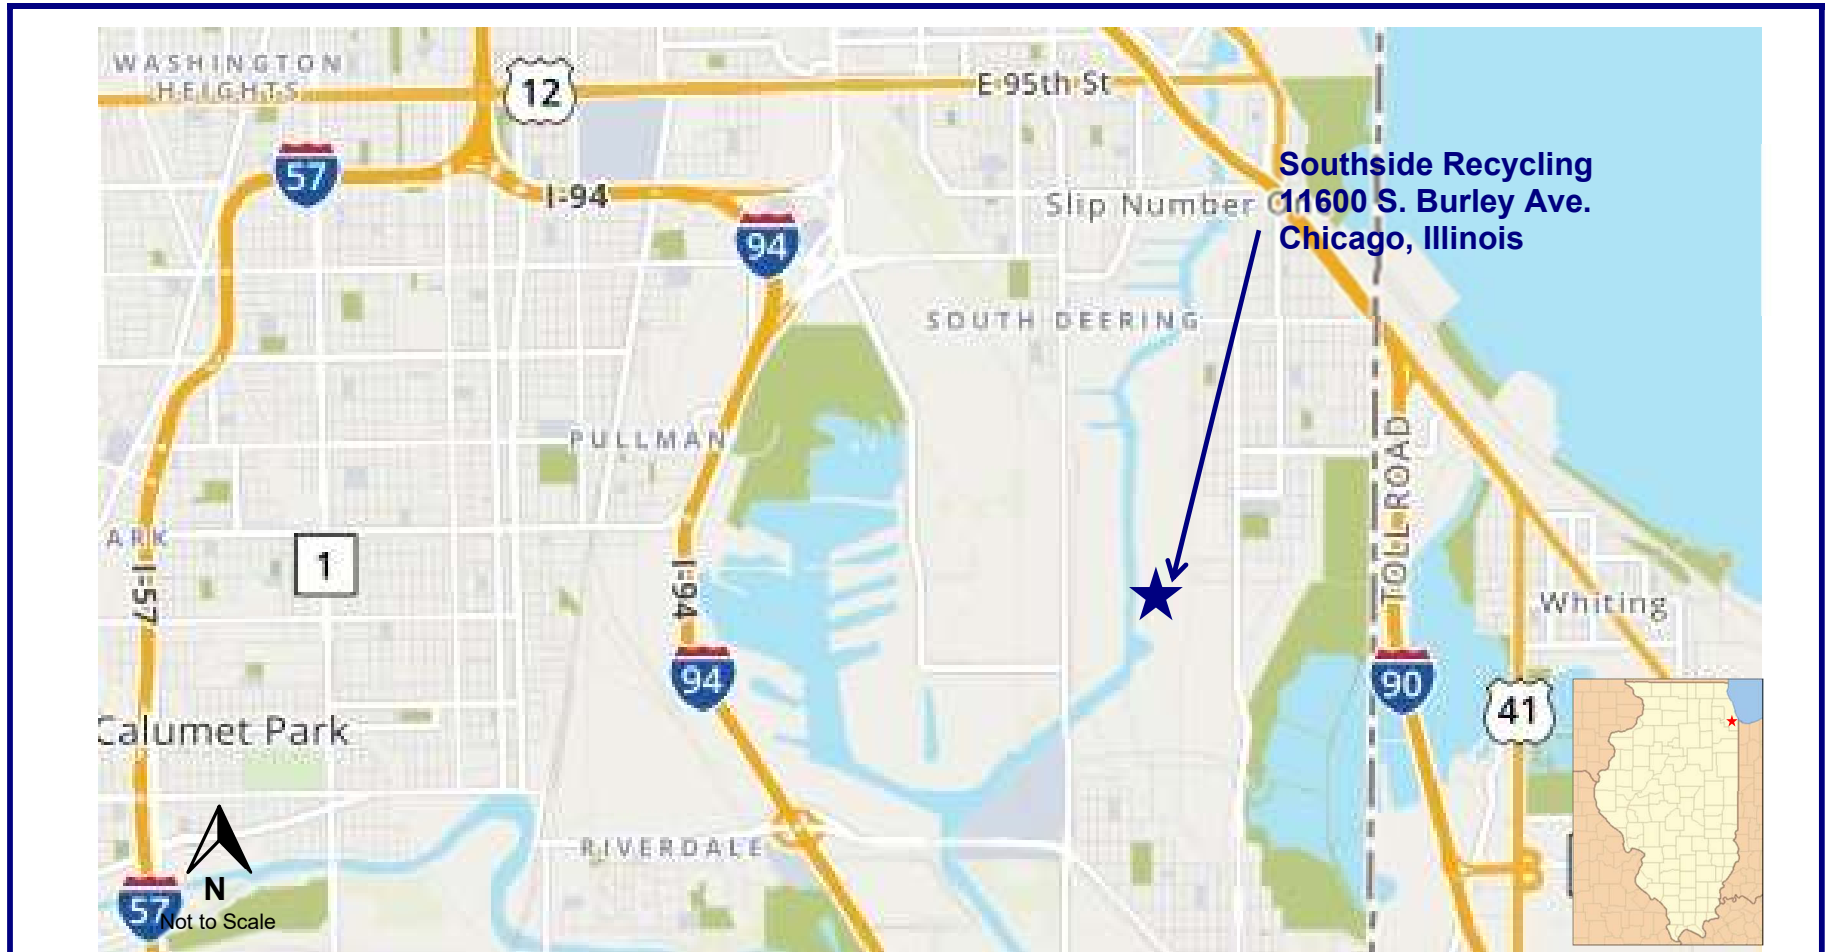 WASHINGTON
HEIGHTS
12
E 95th St
57
I-94
94
Southside Recycling
Slip Number
11600 S. Burley Ave.
Chicago, Illinois
SOUTH DEERING
PULLMAN
TOLL ROAD
ARK
1
I-57
I-94
Whiting
94
90
41
Calumet Park
RIVERDALE
N
57
Not to Scale